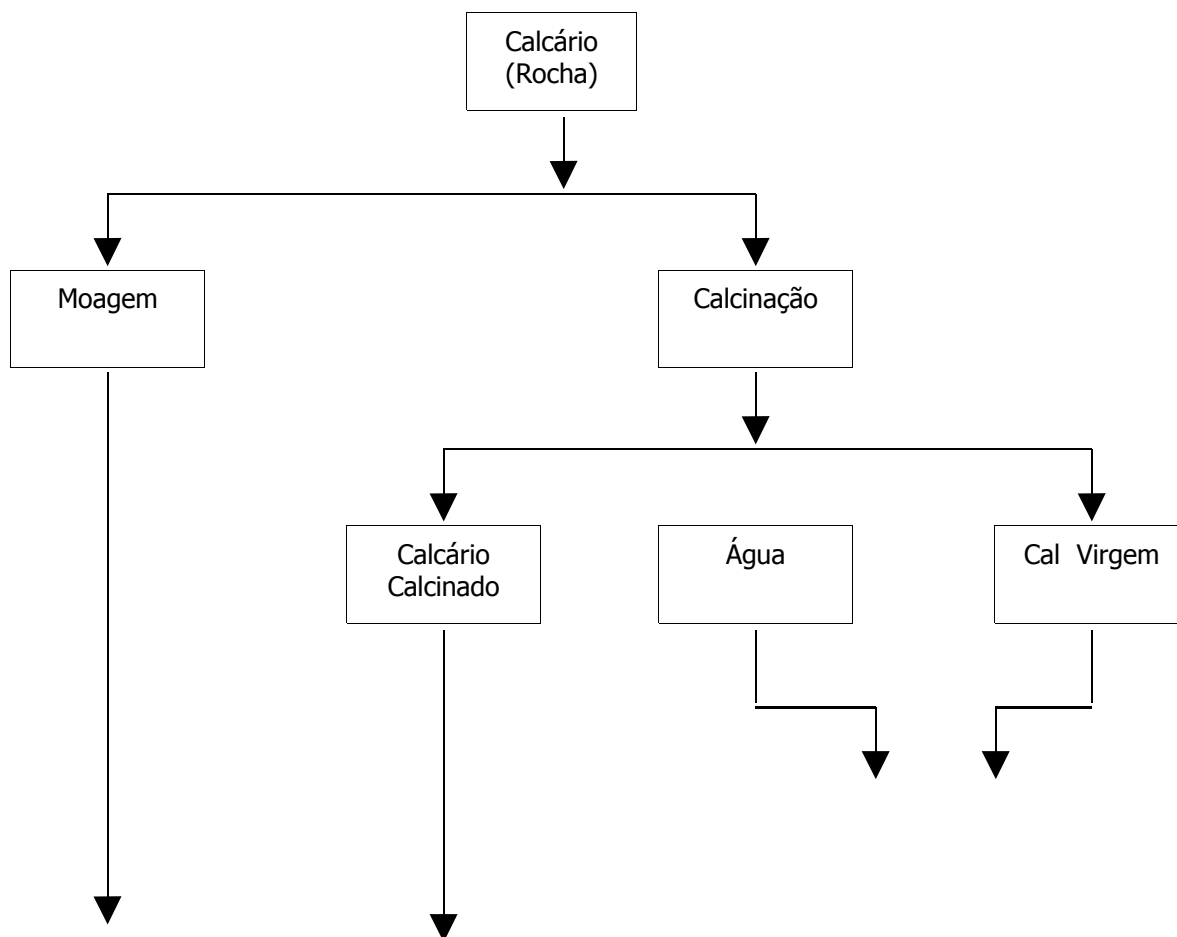 Calcário
(Rocha)
Moagem
Calcinação
Calcário
Calcinado
Água
Cal Virgem